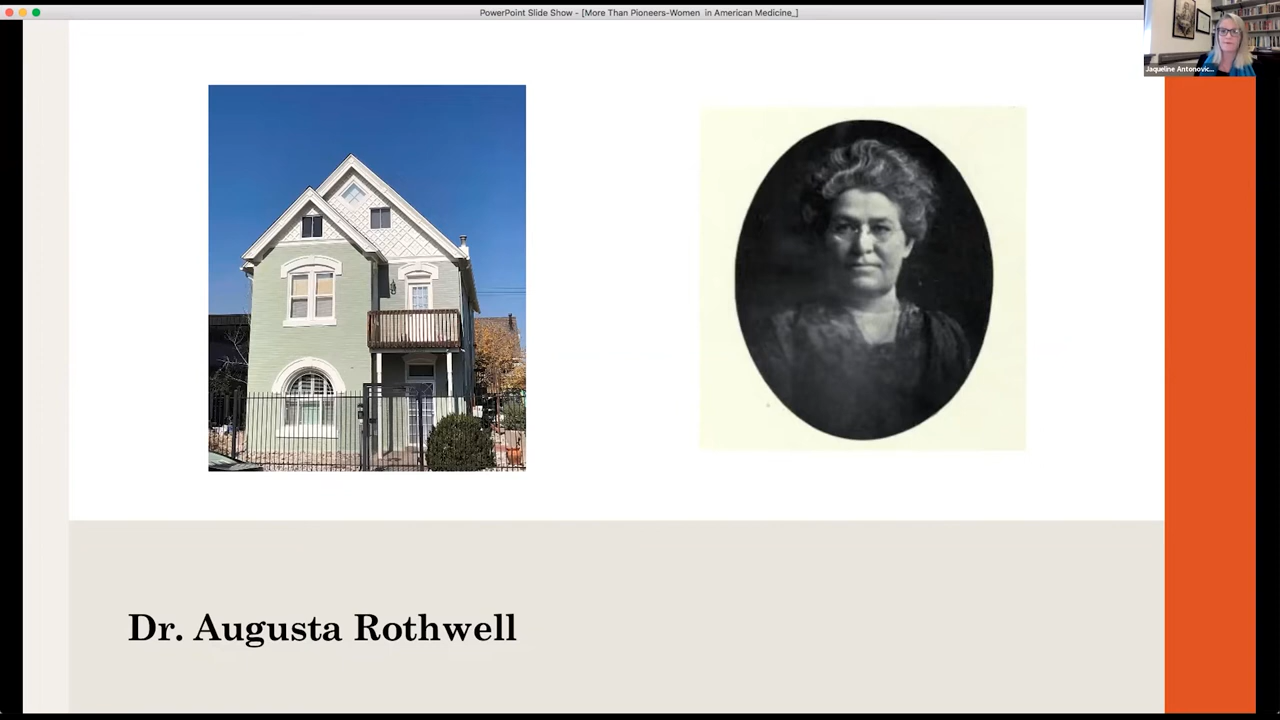 PowerPoint Slide Show - [More Than Pioneers-Women in American Medicine_]
Jaqueline Antonovic...
Dr. Augusta Rothwell